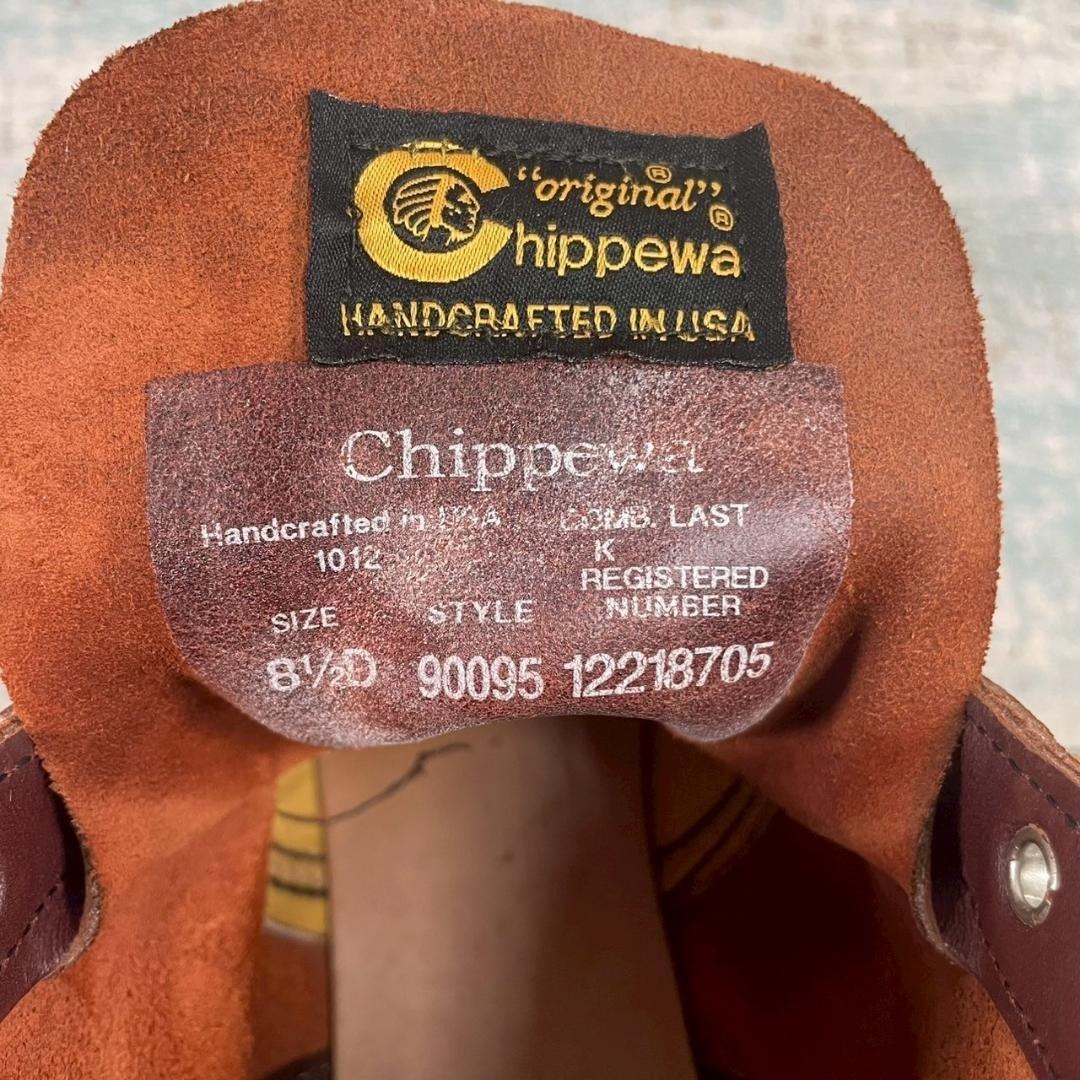 "original"® ®
Chippewa
HANDCRAFTED IN USA
Chippewa
Handcrafted in USA COMB. LAST
1012 K
REGISTERED
SIZE STYLE NUMBER
8½D 90095 12218705